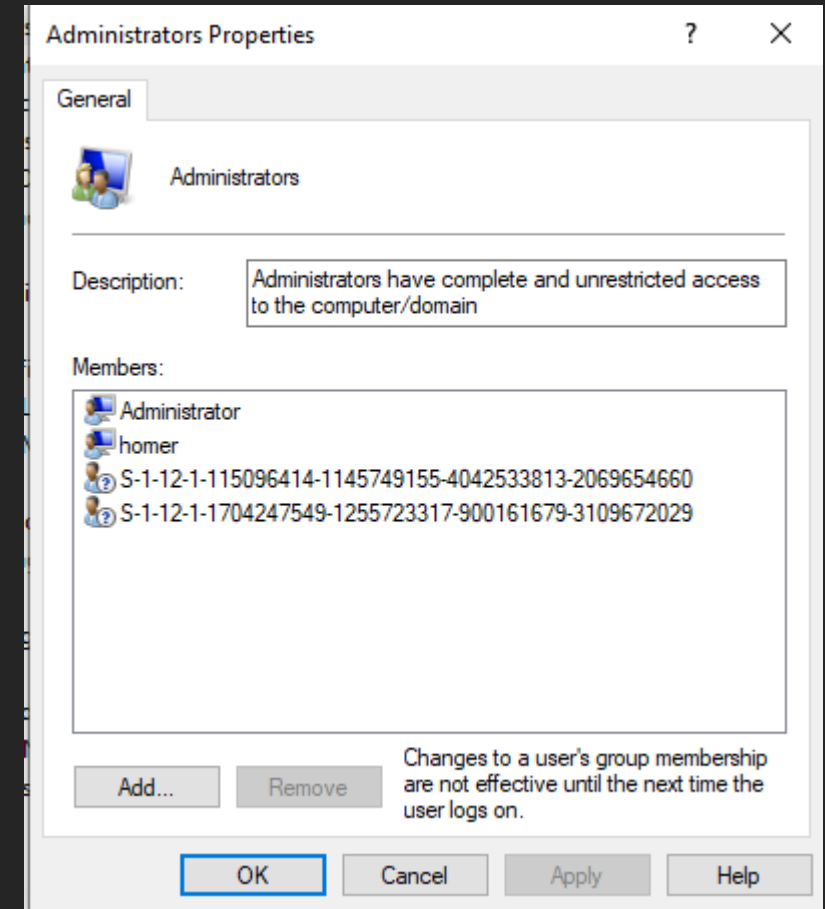 Administrators Properties
?
General
Administrators
Description:
Administrators have complete and unrestricted access
to the computer/domain
Members:
Administrator
homer
S-1-12-1-115096414-1145749155-4042533813-2069654660
S-1-12-1-1704247549-1255723317-900161679-3109672029
Add...
Remove
Changes to a user's group membership
are not effective until the next time the
user logs on.
OK
Cancel
Apply
Help